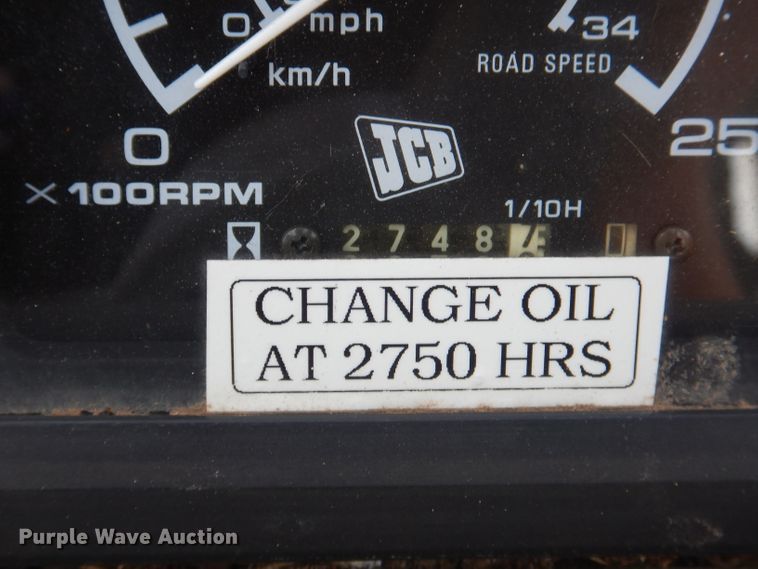 0 mph
km/h
34
ROAD SPEED
0
25
JCB
X 100RPM
1/10H
2748
CHANGE OIL
AT 2750 HRS
Purple Wave Auction